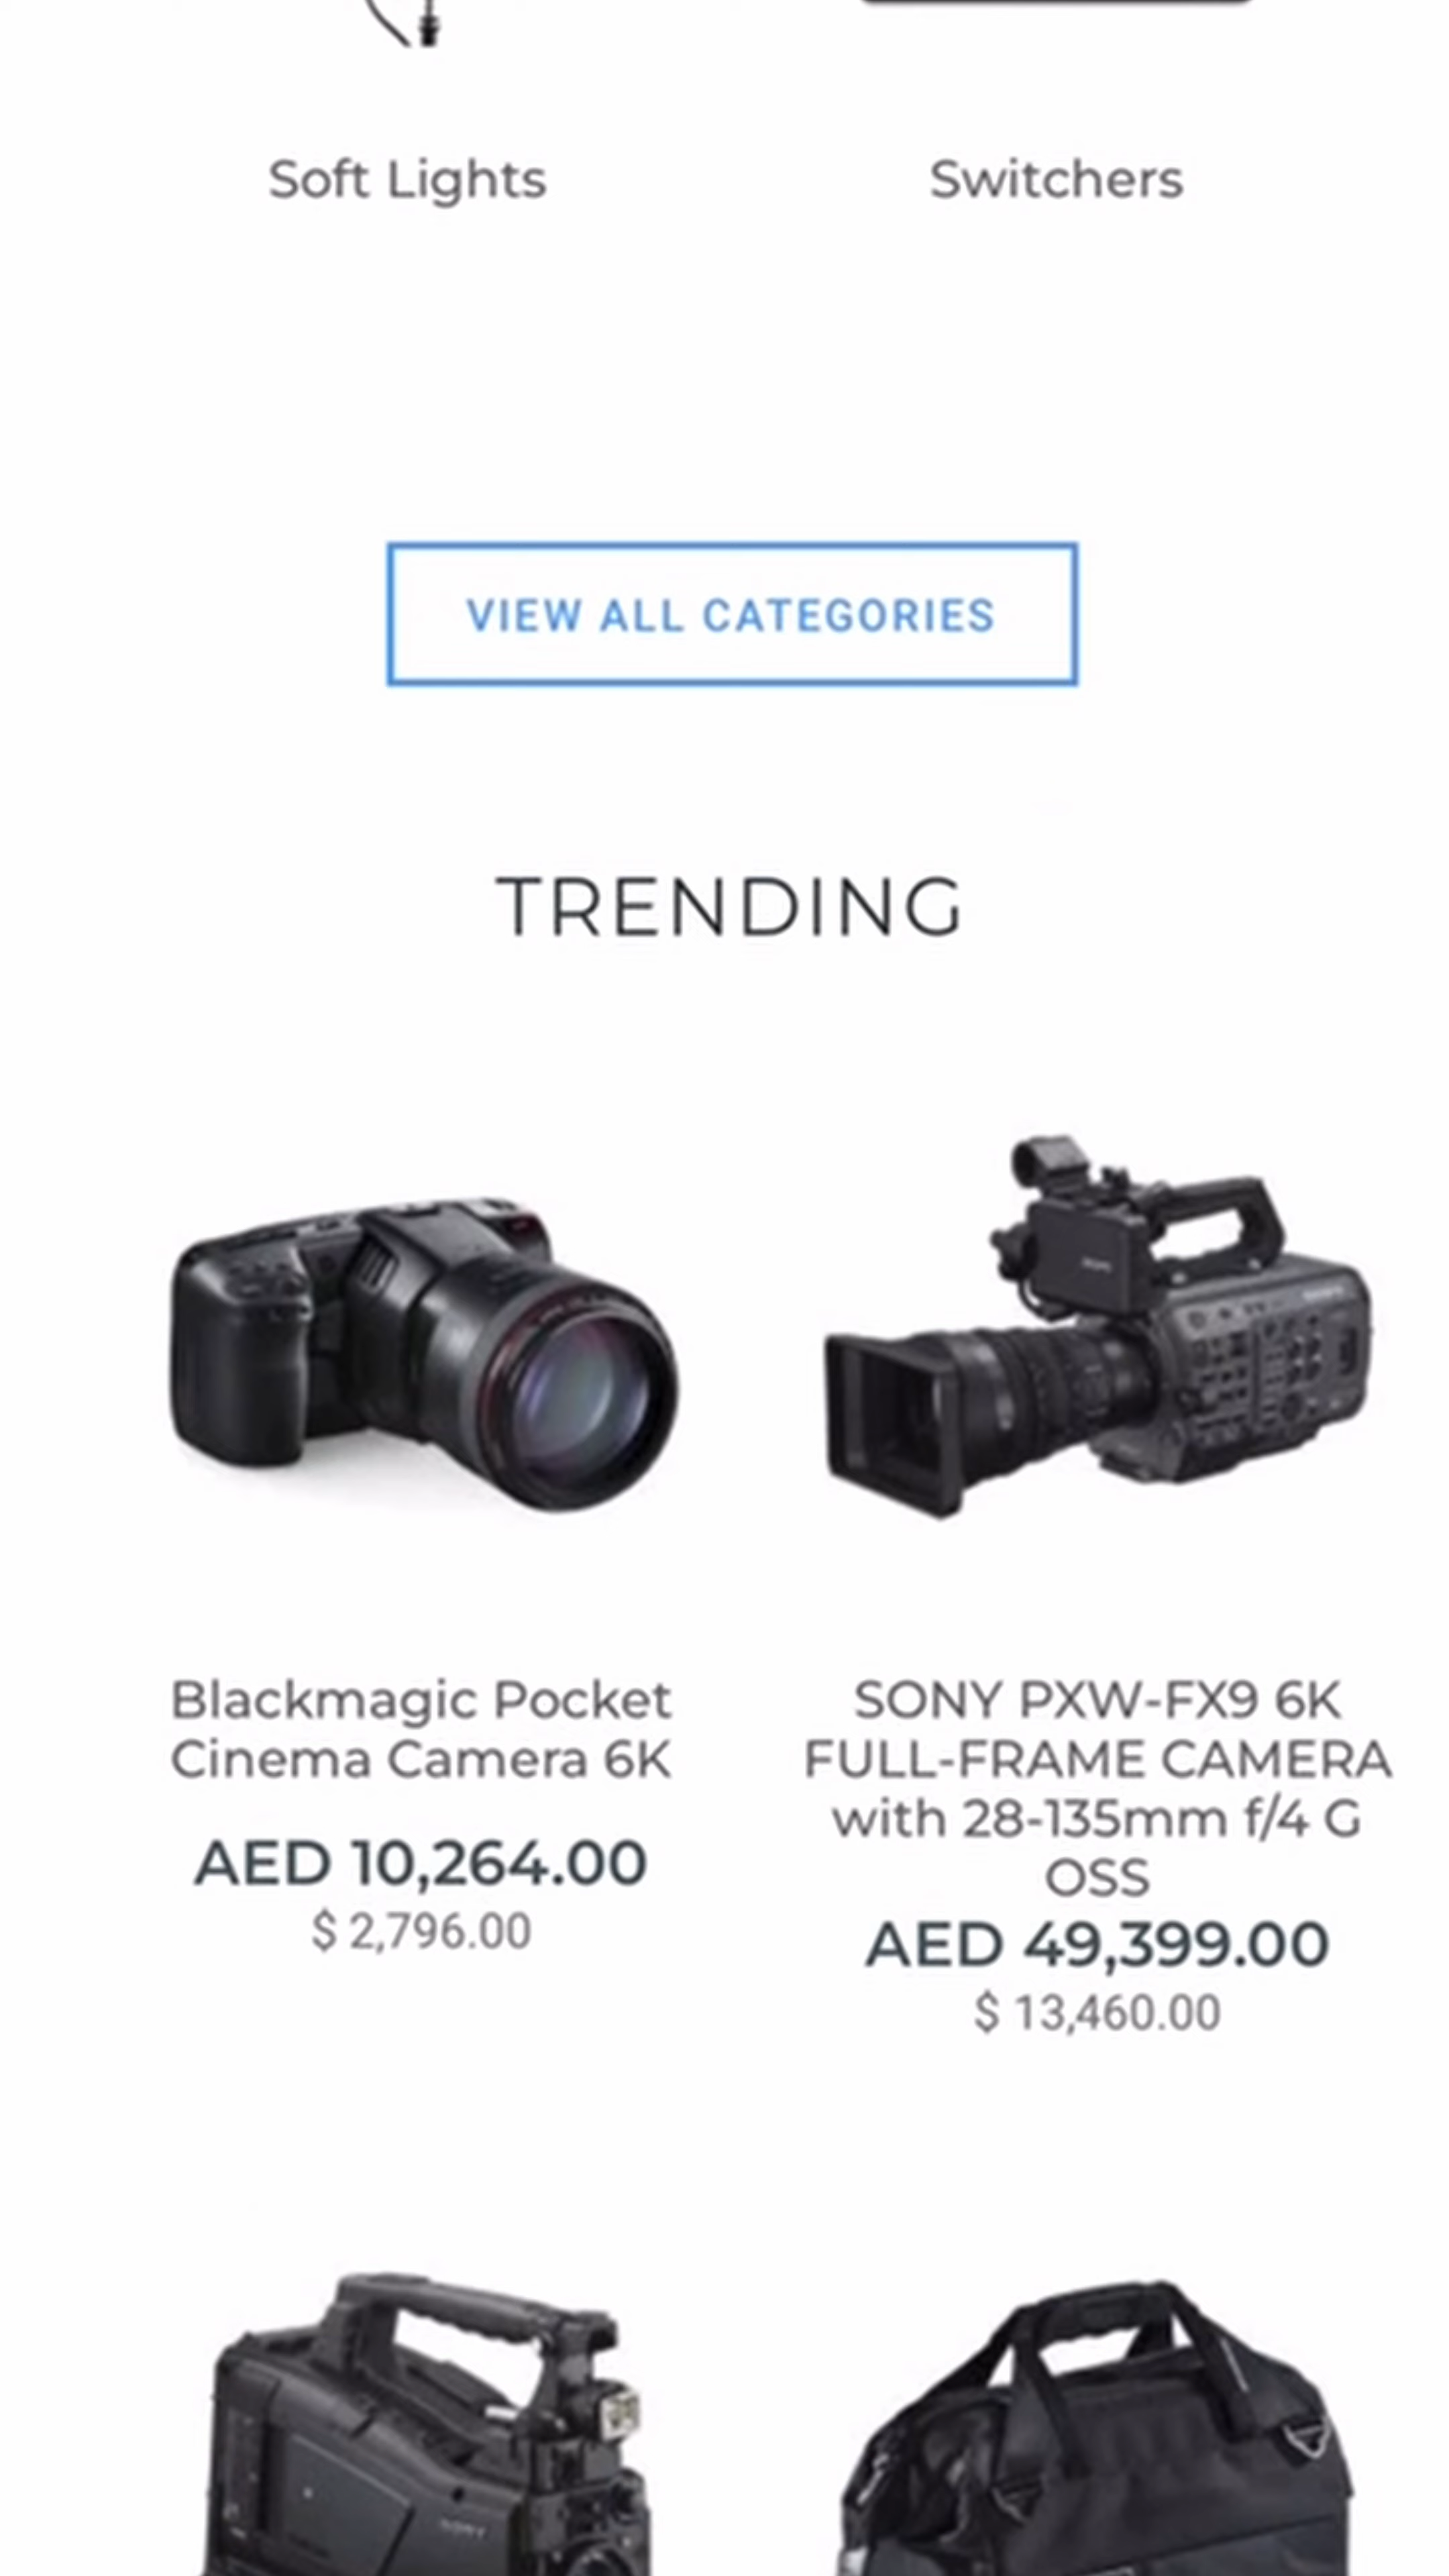 Soft Lights
Switchers
VIEW ALL CATEGORIES
TRENDING
Blackmagic Pocket
Cinema Camera 6K
AED 10,264.00
$ 2,796.00
SONY PXW-FX9 6K
FULL-FRAME CAMERA
with 28-135mm f/4 G
OSS
AED 49,399.00
$ 13,460.00
SONY